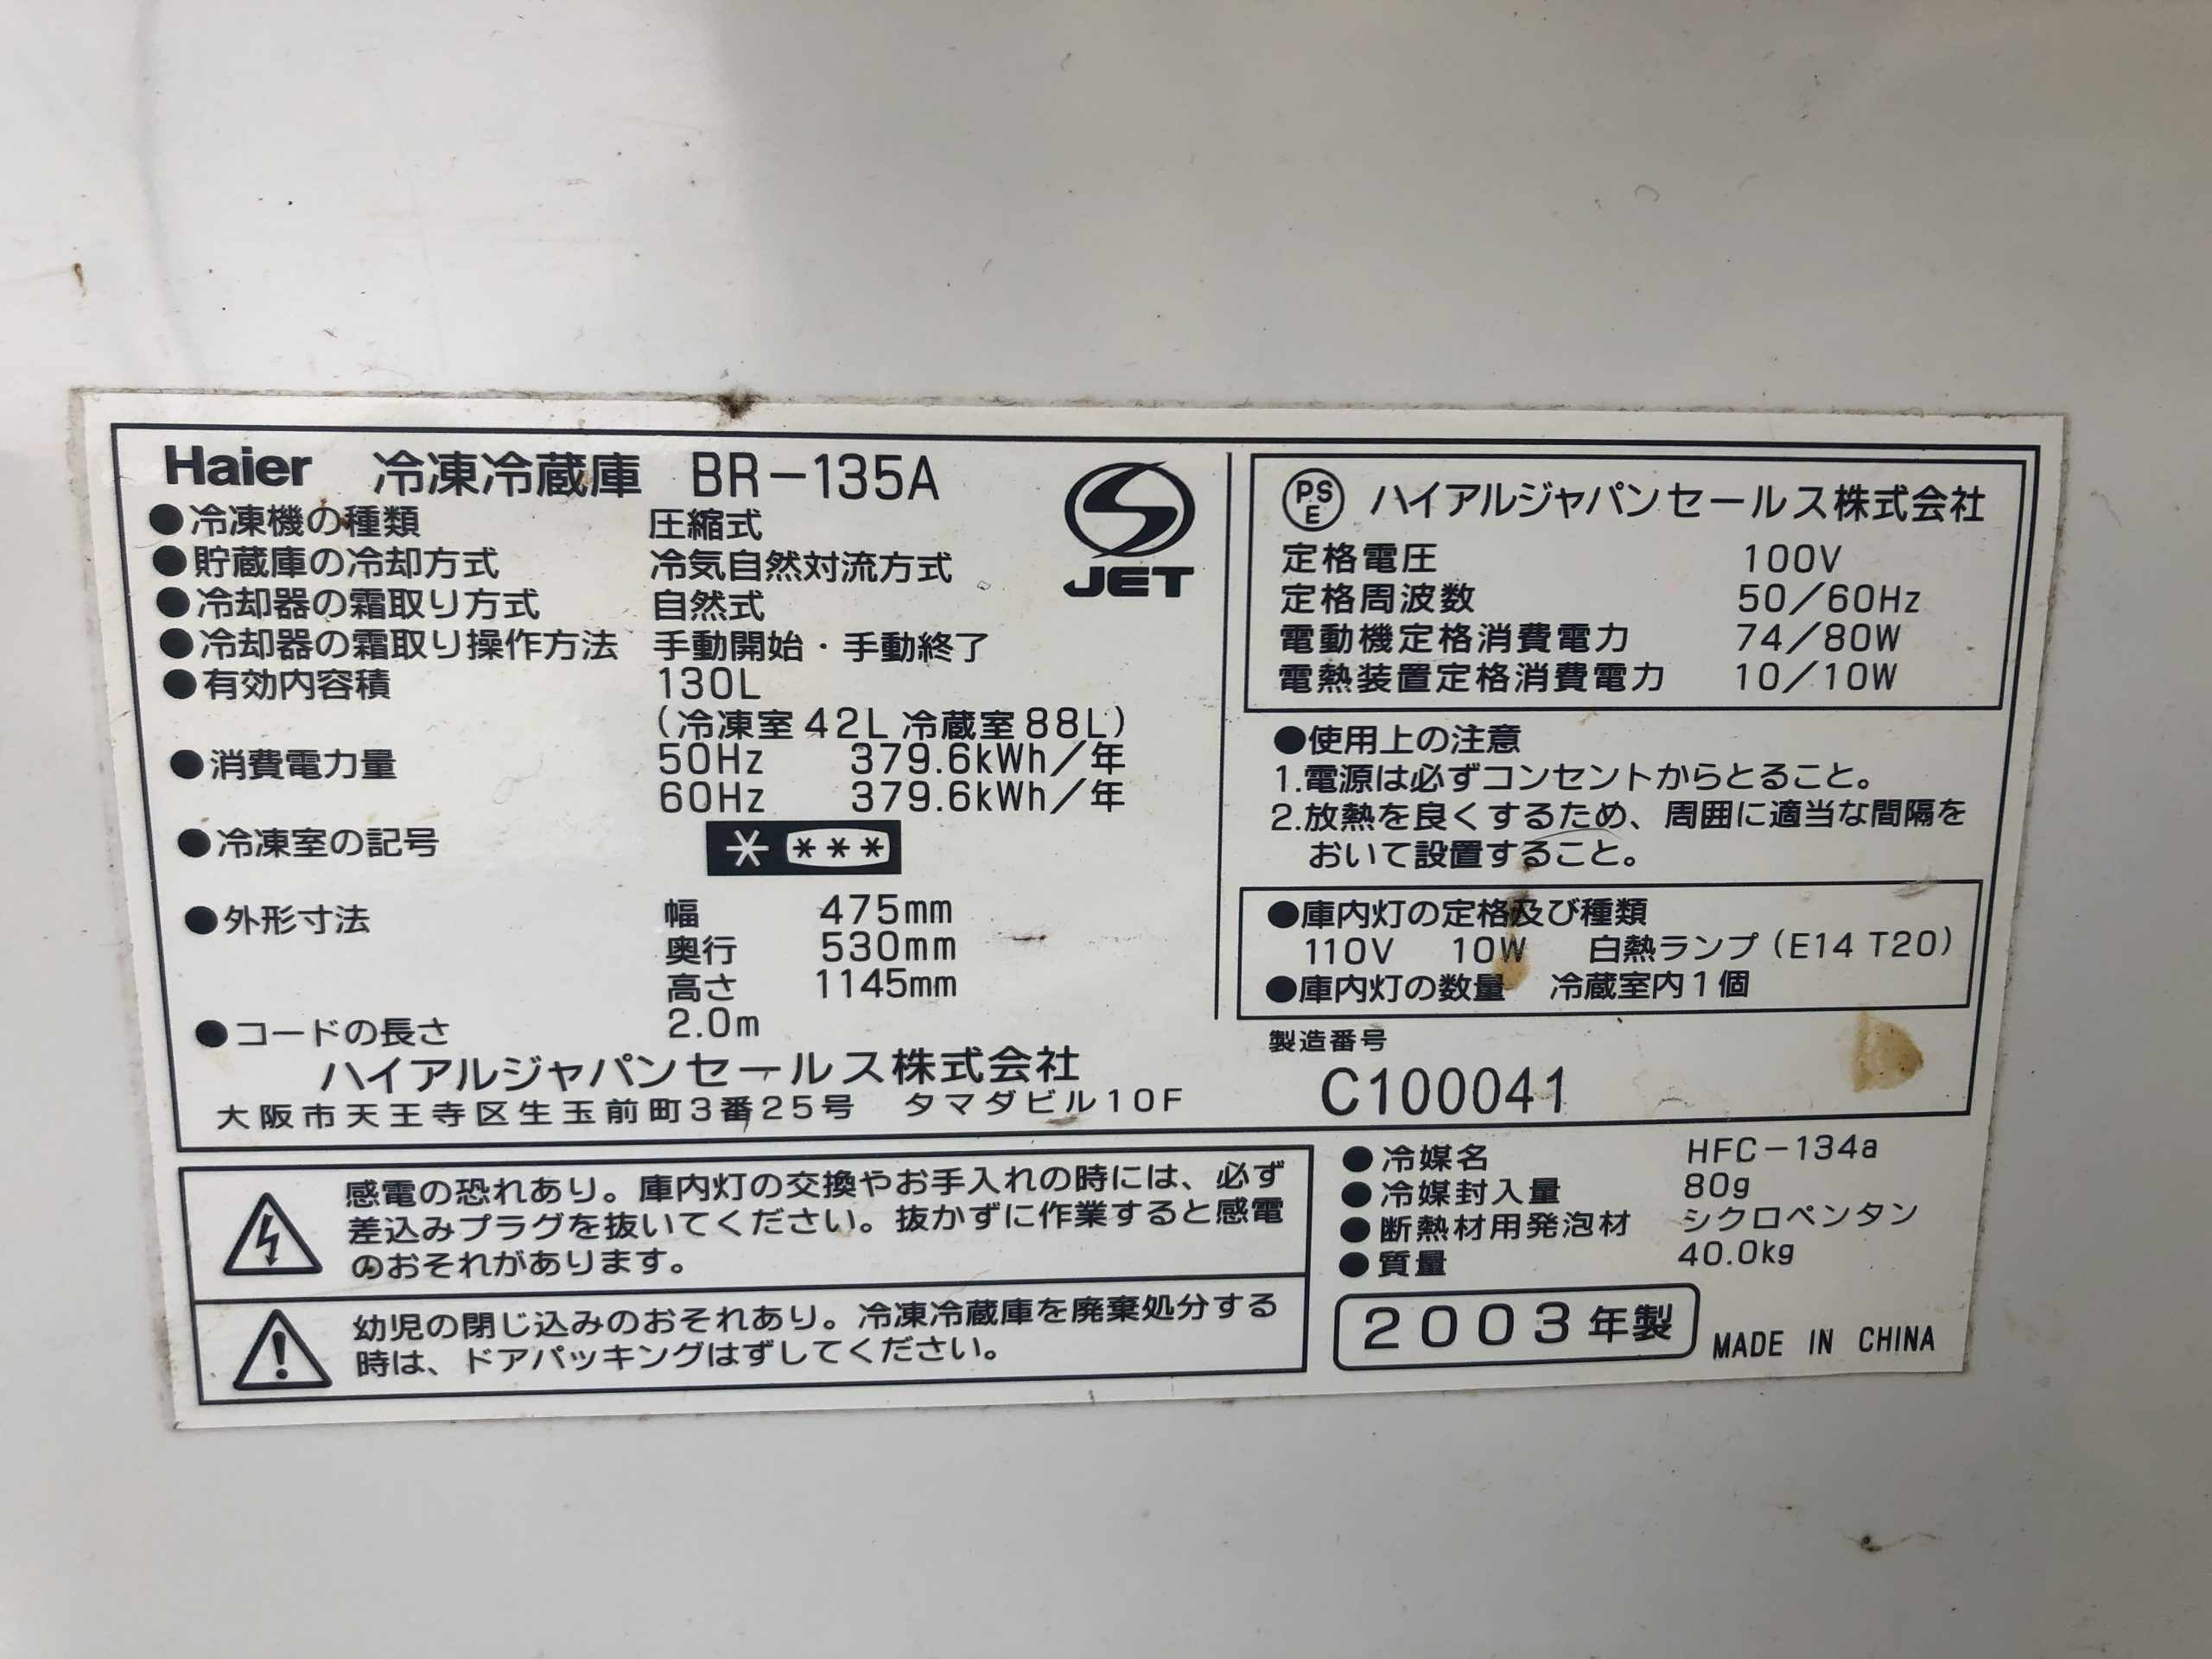 Haier 冷凍冷蔵庫 BR-135A
●冷凍機の種類 圧縮式
●貯蔵庫の冷却方式 冷気自然対流方式
●冷却器の霜取り方式 自然式
●冷却器の霜取り操作方法 手動開始・手動終了
●有効内容積 130L
(冷凍室42L 冷蔵室88L)
●消費電力量 50Hz 379.6kWh/年
60Hz 379.6kWh/年
●冷凍室の記号 * ***
●外形寸法 幅 475mm
奥行 530mm
高さ 1145mm
●コードの長さ 2.0m
ハイアルジャパンセールス株式会社
大阪市天王寺区生玉前町3番25号 タマダビル10F
JET
PSE ハイアルジャパンセールス株式会社
定格電圧 100V
定格周波数 50/60Hz
電動機定格消費電力 74/80W
電熱装置定格消費電力 10/10W
●使用上の注意
1.電源は必ずコンセントからとること。
2.放熱を良くするため、周囲に適当な間隔を
おいて設置すること。
●庫内灯の定格及び種類
110V 10W 白熱ランプ(E14 T20)
●庫内灯の数量 冷蔵室内1個
製造番号
C100041
感電の恐れあり。庫内灯の交換やお手入れの時には、必ず
差込みプラグを抜いてください。抜かずに作業すると感電
のおそれがあります。
幼児の閉じ込みのおそれあり。冷凍冷蔵庫を廃棄処分する
時は、ドアパッキングはずしてください。
●冷媒名 HFC-134a
●冷媒封入量 80g
●断熱材用発泡材 シクロペンタン
●質量 40.0kg
2003年製 MADE IN CHINA